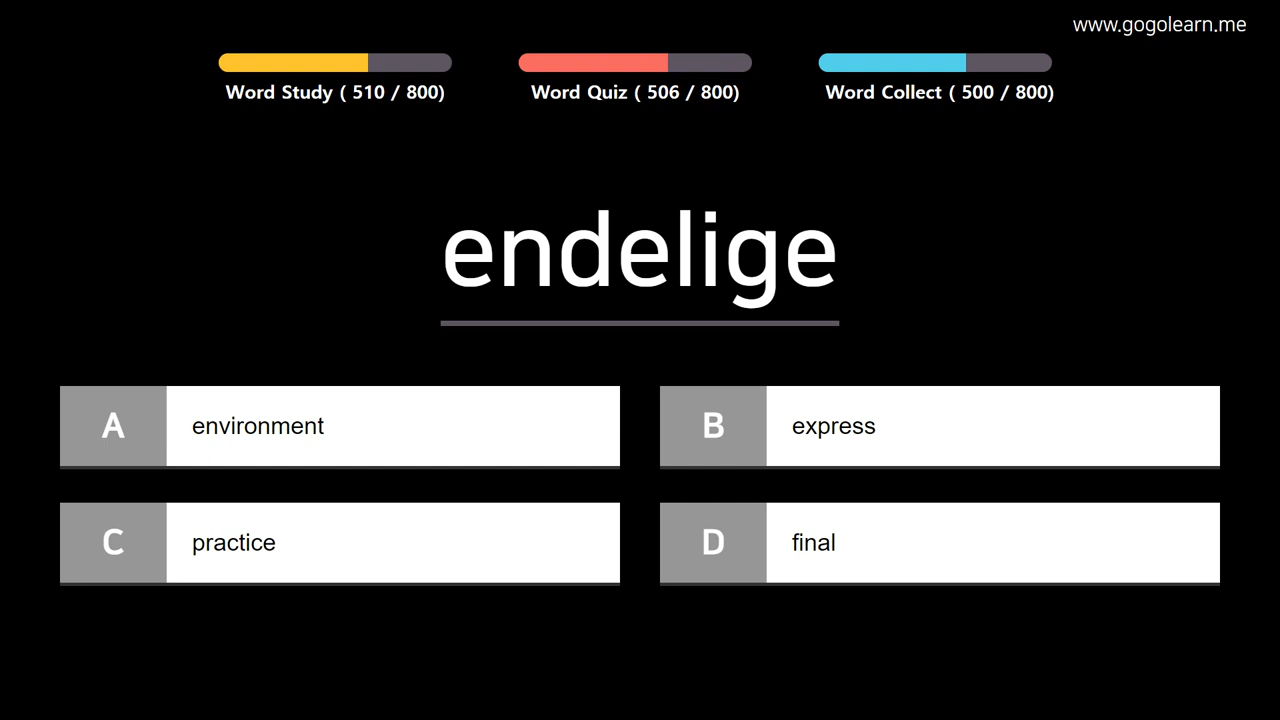 www.gogolearn.me
Word Study ( 510 / 800)
Word Quiz ( 506 / 800)
Word Collect ( 500 / 800)
endelige
A environment
B express
C practice
D final